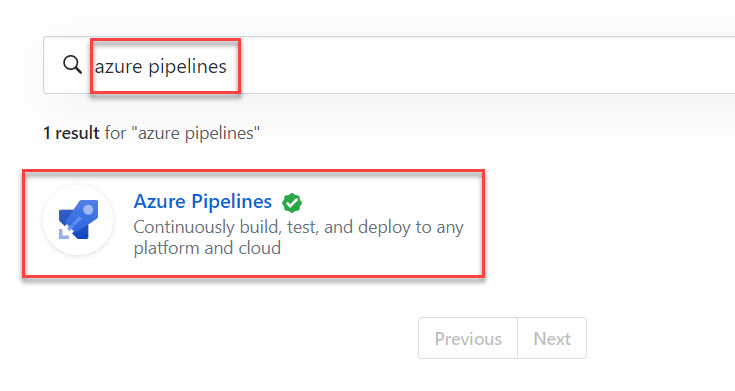 azure pipelines
1 result for "azure pipelines"
Azure Pipelines
Continuously build, test, and deploy to any
platform and cloud
Previous Next